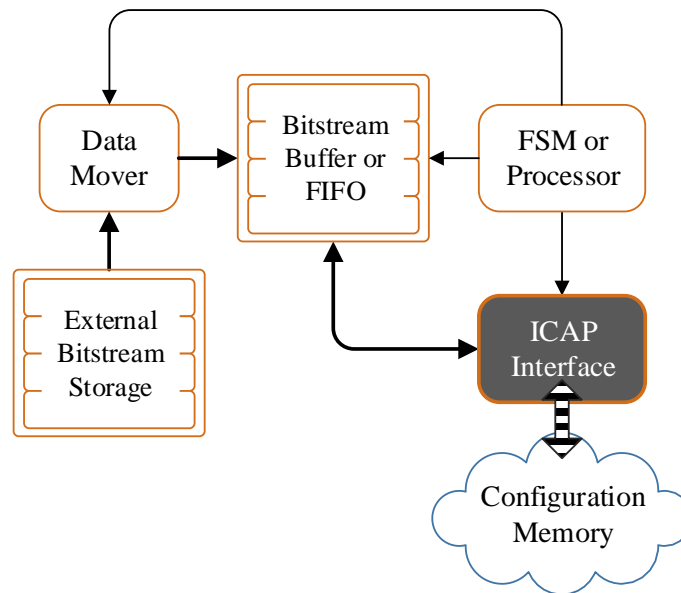 Data
Mover
Bitstream
Buffer or
FIFO
FSM or
Processor
External
Bitstream
Storage
ICAP
Interface
Configuration
Memory